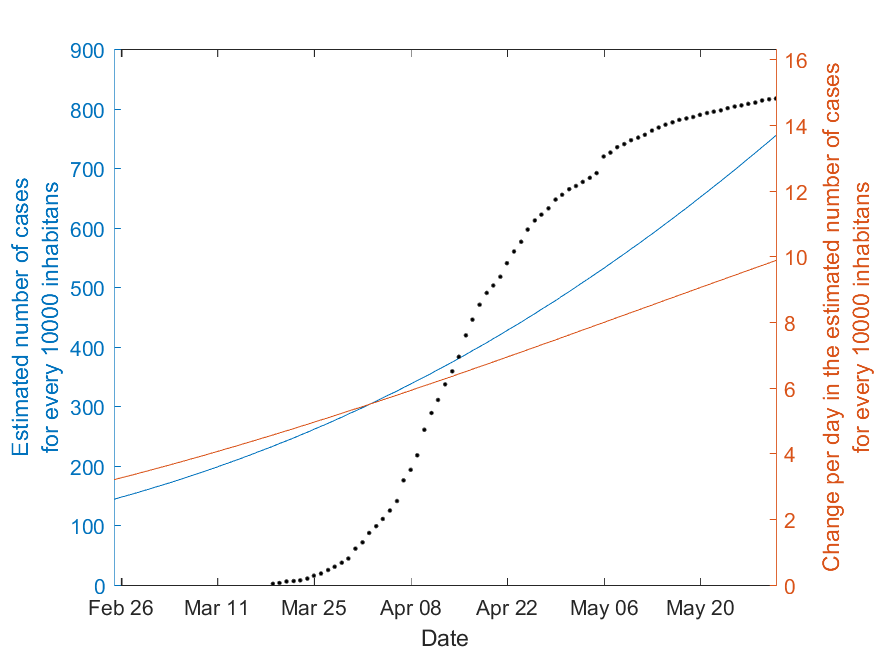 900
800
700
600
500
400
300
200
100
0
Estimated number of cases
for every 10000 inhabitans
16
14
12
10
8
6
4
2
0
Change per day in the estimated number of cases
for every 10000 inhabitans
Feb 26
Mar 11
Mar 25
Apr 08
Apr 22
May 06
May 20
Date